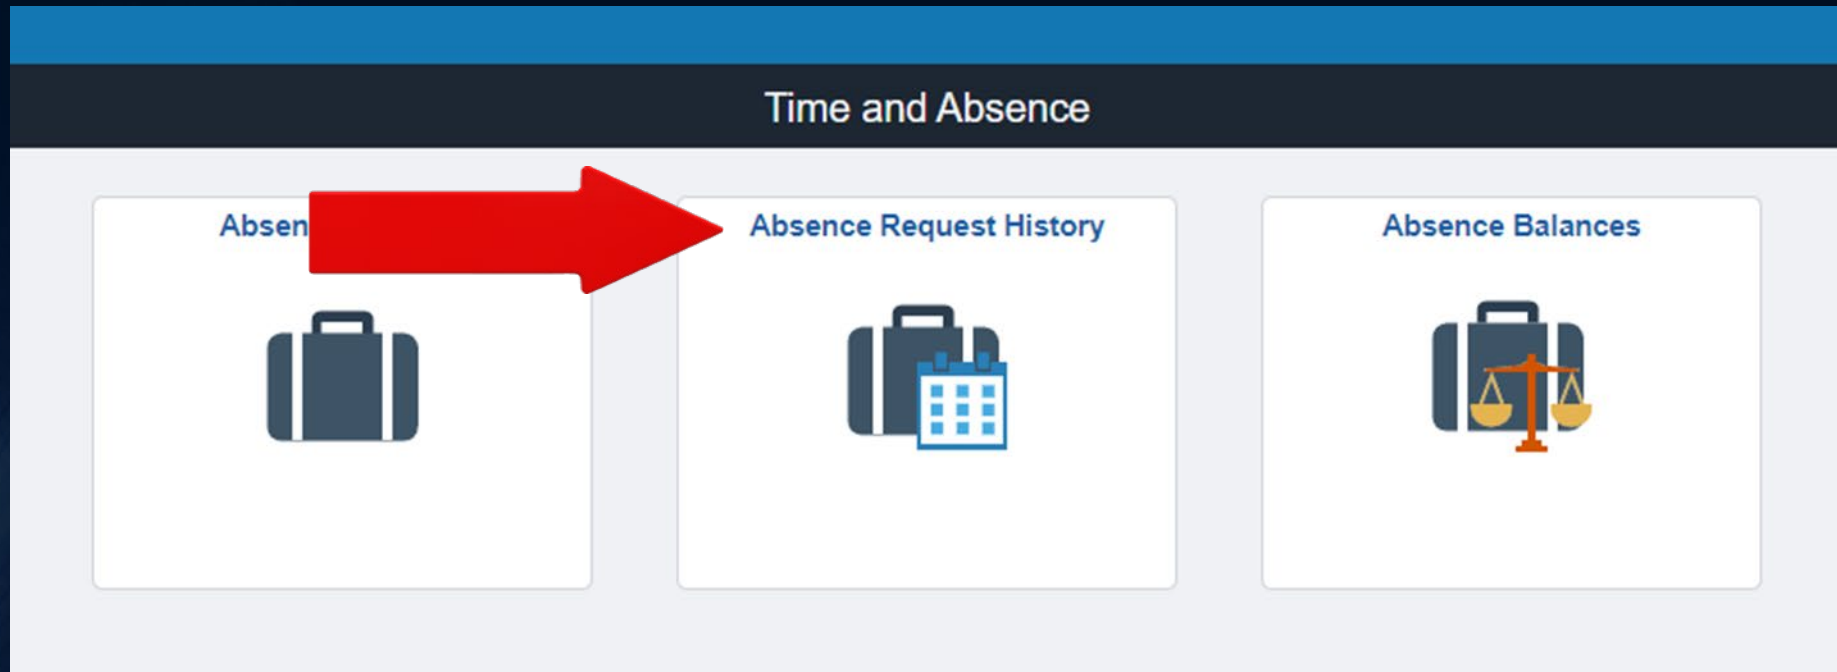 Time and Absence
Absen
Absence Request History
Absence Balances